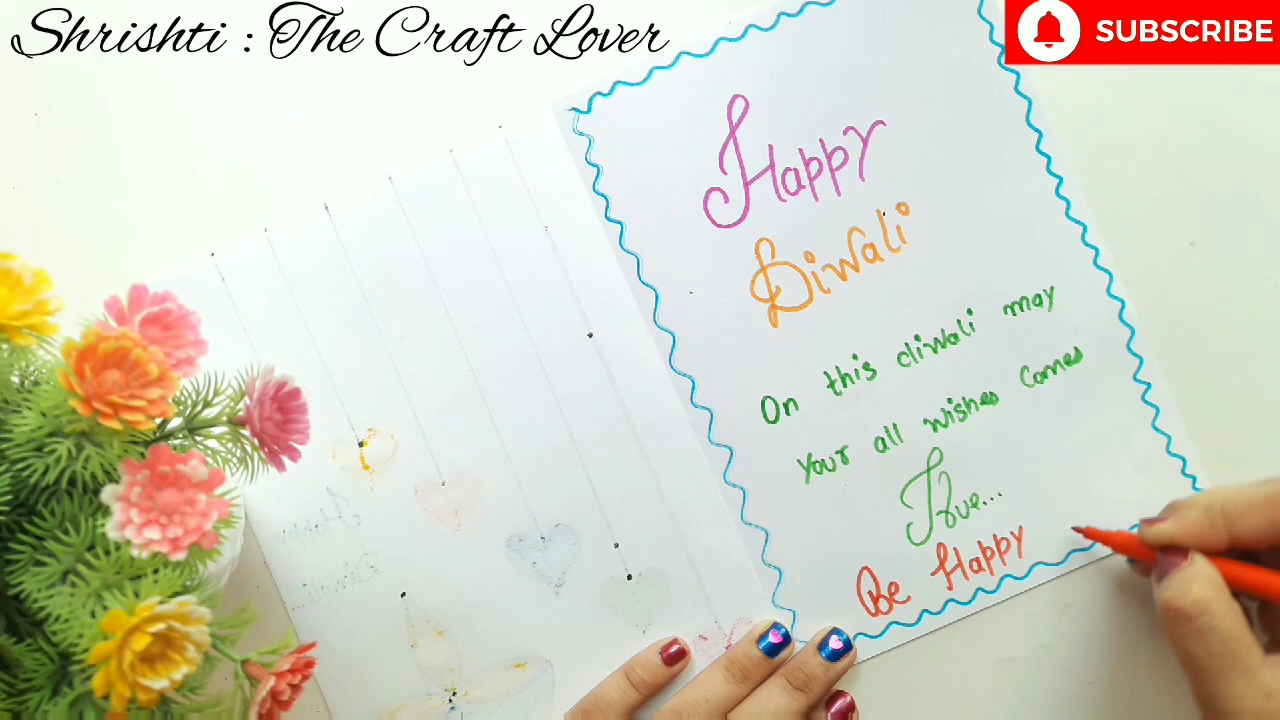 Shrishti : The Craft Lover
SUBSCRIBE
Happy
Diwali
On this diwali may
your all wishes comes
True...
Be Happy